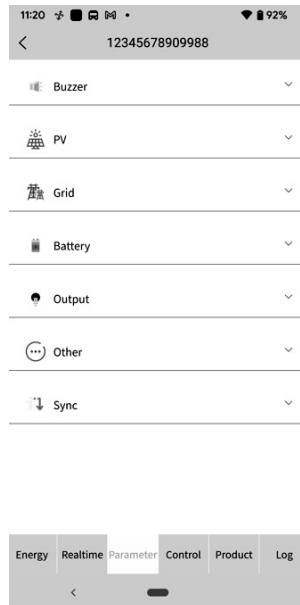 11:20 92%
12345678909988
Buzzer
PV
Grid
Battery
Output
Other
Sync
Energy Realtime Parameter Control Product Log